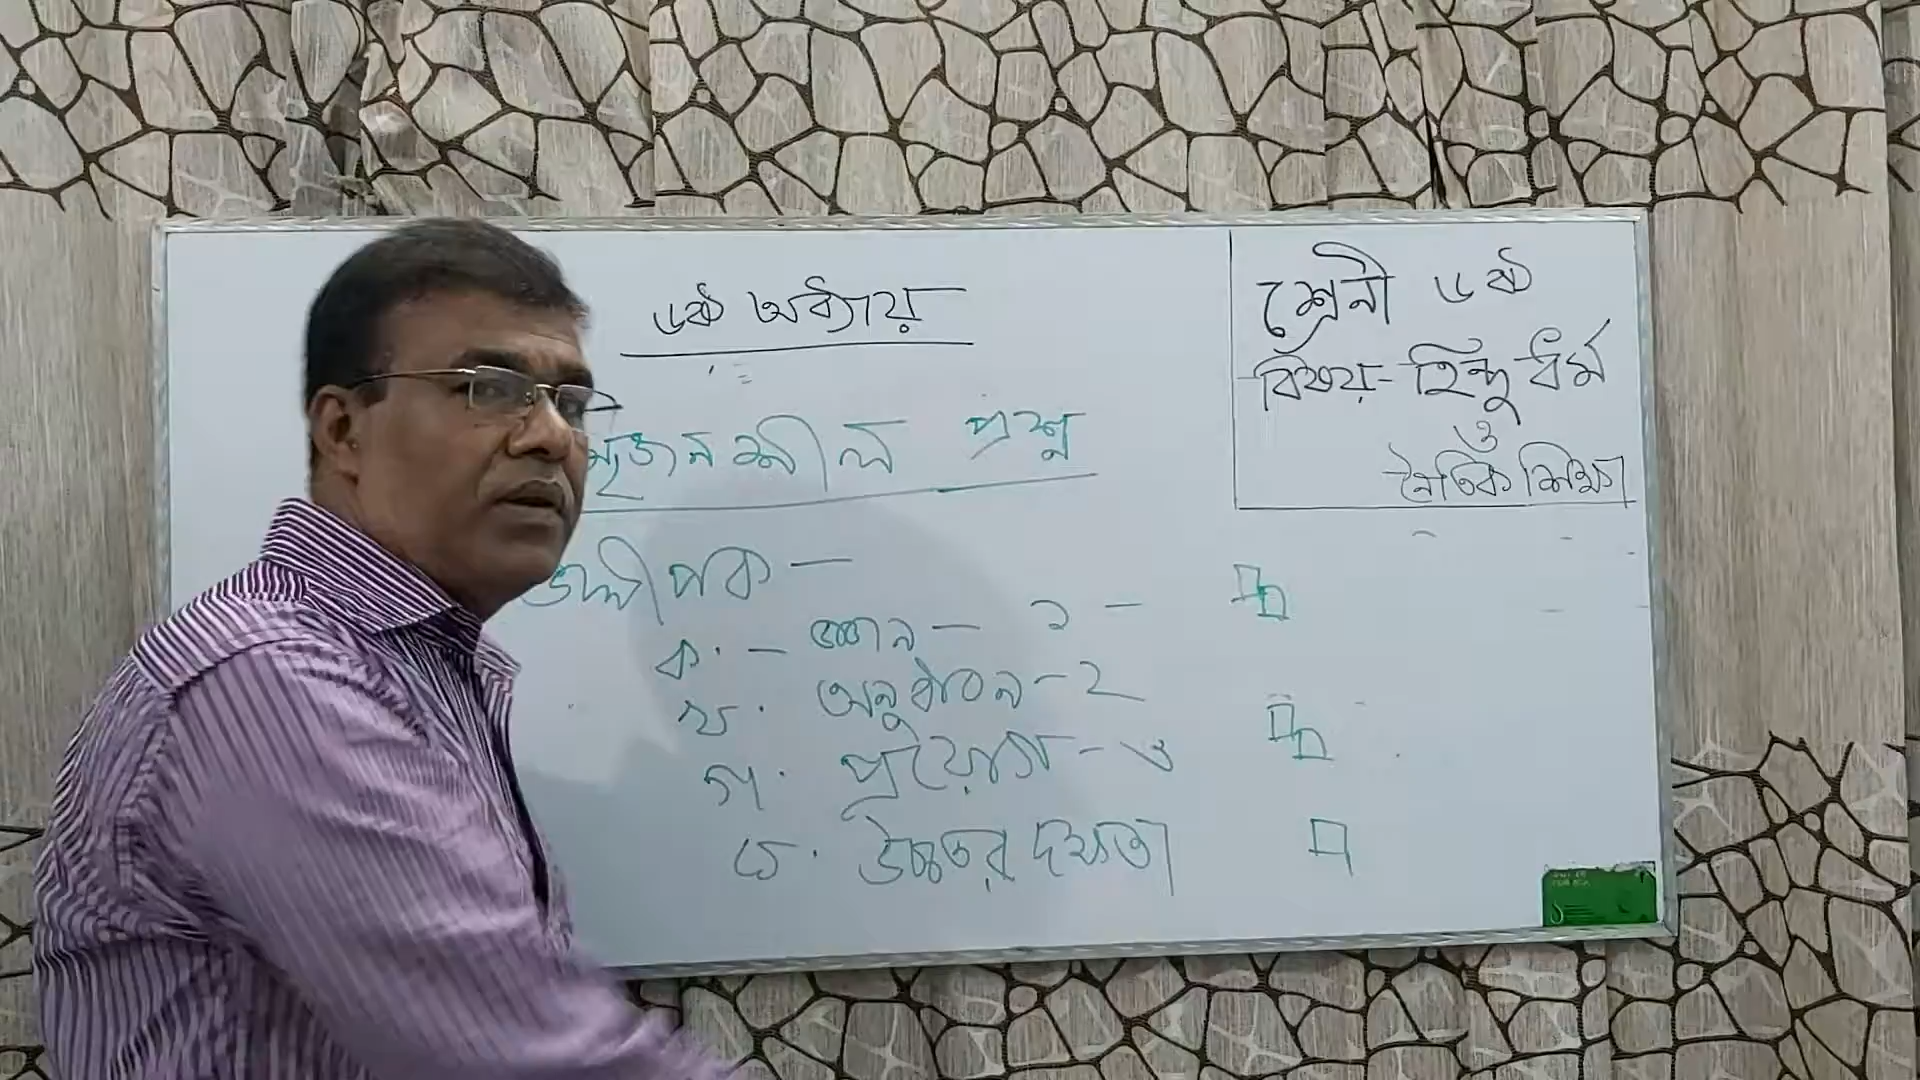 ৬ষ্ঠ অধ্যায়
সৃজনশীল প্রশ্ন
উদ্দীপক —
ক. — জ্ঞান — ১ —
খ. অনুধাবন - ২
গ. প্রয়োগ - ৩
ঘ. উচ্চতর দক্ষতা
শ্রেনী ৬ষ্ঠ
বিষয় - হিন্দু ধর্ম
ও
নৈতিক শিক্ষা